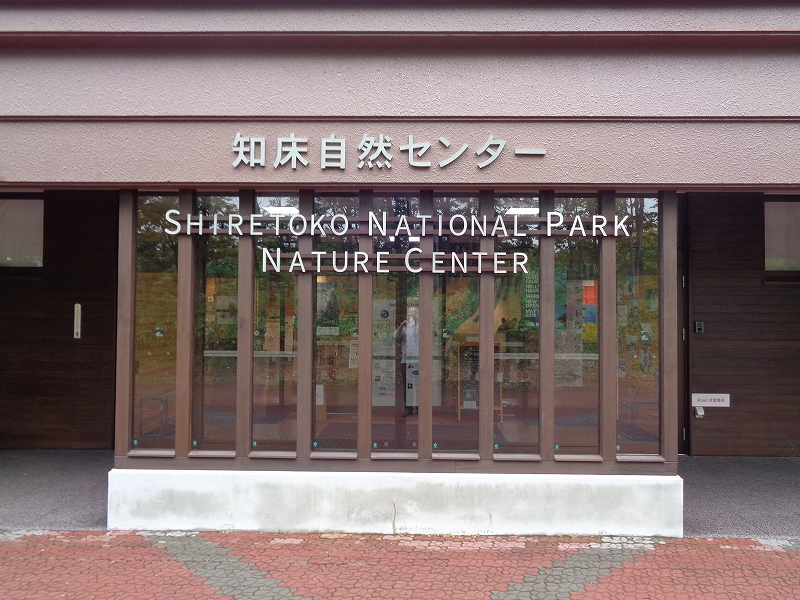 知床自然センター
SHIRETOKO NATIONAL PARK
NATURE CENTER